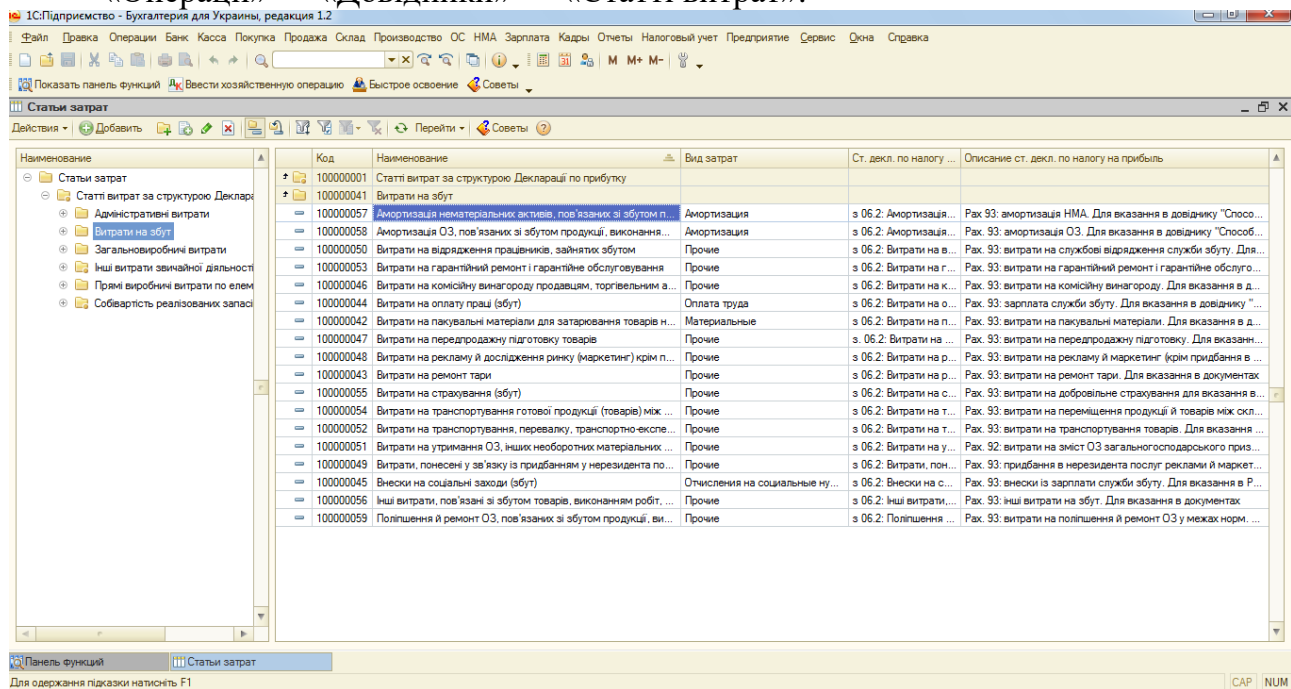 «Операції» «Довідники» «Статті витрат».
1С:Підприємство - Бухгалтерия для Украины, редакция 1.2
Файл Правка Операции Банк Касса Покупка Продажа Склад Производство ОС НМА Зарплата Кадры Отчеты Налоговый учет Предприятие Сервис Окна Справка
M M+ M-
Показать панель функций Ввести хозяйственную операцию Быстрое освоение Советы
Статьи затрат
Действия Добавить Перейти Советы
Наименование
Статьи затрат
Статті витрат за структурою Деклара
Адміністративні витрати
Витрати на збут
Загальновиробничі витрати
Інші витрати звичайної діяльності
Прямі виробничі витрати по елем
Собівартість реалізованих запасі
Код Наименование Вид затрат Ст. декл. по налогу ... Описание ст. декл. по налогу на прибыль
100000001 Статті витрат за структурою Декларації по прибутку
100000041 Витрати на збут
100000057 Амортизація нематеріальних активів, пов'язаних зі збутом п... Амортизация з 06.2: Амортизація... Рах 93: амортизація НМА. Для вказання в довіднику "Спосо...
100000058 Амортизація ОЗ, пов'язаних зі збутом продукції, виконання... Амортизация з 06.2: Амортизація... Рах. 93: амортизація ОЗ. Для вказання в довіднику "Способ...
100000050 Витрати на відрядження працівників, зайнятих збутом Прочие з 06.2: Витрати на в... Рах. 93: витрати на службові відрядження служби збуту. Для...
100000053 Витрати на гарантійний ремонт і гарантійне обслуговування Прочие з 06.2: Витрати на г... Рах. 93: витрати на гарантійний ремонт і гарантійне обслуго...
100000046 Витрати на комісійну винагороду продавцям, торгівельним а... Прочие з 06.2: Витрати на к... Рах. 93: витрати на комісійну винагороду. Для вказання в д...
100000044 Витрати на оплату праці (збут) Оплата труда з 06.2: Витрати на о... Рах. 93: зарплата служби збуту. Для вказання в довіднику "...
100000042 Витрати на пакувальні матеріали для затарювання товарів н... Материальные з 06.2: Витрати на п... Рах. 93: витрати на пакувальні матеріали. Для вказання в д...
100000047 Витрати на передпродажну підготовку товарів Прочие з. 06.2: Витрати на ... Рах. 93: витрати на передпродажну підготовку. Для вказанн...
100000048 Витрати на рекламу й дослідження ринку (маркетинг) крім п... Прочие з 06.2: Витрати на р... Рах. 93: витрати на рекламу й маркетинг (крім придбання в ...
100000043 Витрати на ремонт тари Прочие з 06.2: Витрати на р... Рах. 93: витрати на ремонт тари. Для вказання в документах
100000055 Витрати на страхування (збут) Прочие з 06.2: Витрати на с... Рах. 93: витрати на добровільне страхування для вказання в...
100000054 Витрати на транспортування готової продукції (товарів) між ... Прочие з 06.2: Витрати на т... Рах. 93: витрати на переміщення продукції й товарів між скл...
100000052 Витрати на транспортування, перевалку, транспортно-експе... Прочие з 06.2: Витрати на т... Рах. 93: витрати на транспортування товарів. Для вказання ...
100000051 Витрати на утримання ОЗ, інших необоротних матеріальних ... Прочие з 06.2: Витрати на у... Рах. 92: витрати на зміст ОЗ загальногосподарського приз...
100000049 Витрати, понесені у зв'язку із придбанням у нерезидента по... Прочие з 06.2: Витрати, пон... Рах. 93: придбання в нерезидента послуг реклами й маркет...
100000045 Внески на соціальні заходи (збут) Отчисления на социальные ну... з 06.2: Внески на с... Рах. 93: внески із зарплати служби збуту. Для вказання в Р...
100000056 Інші витрати, пов'язані зі збутом товарів, виконанням робіт, ... Прочие з 06.2: Інші витрати,... Рах. 93: інші витрати на збут. Для вказання в документах
100000059 Поліпшення й ремонт ОЗ, пов'язаних зі збутом продукції, ви... Прочие з 06.2: Поліпшення ... Рах. 93: витрати на поліпшення й ремонт ОЗ у межах норм. ...
Панель функций Статьи затрат
Для одержання підказки натисніть F1 CAP NUM